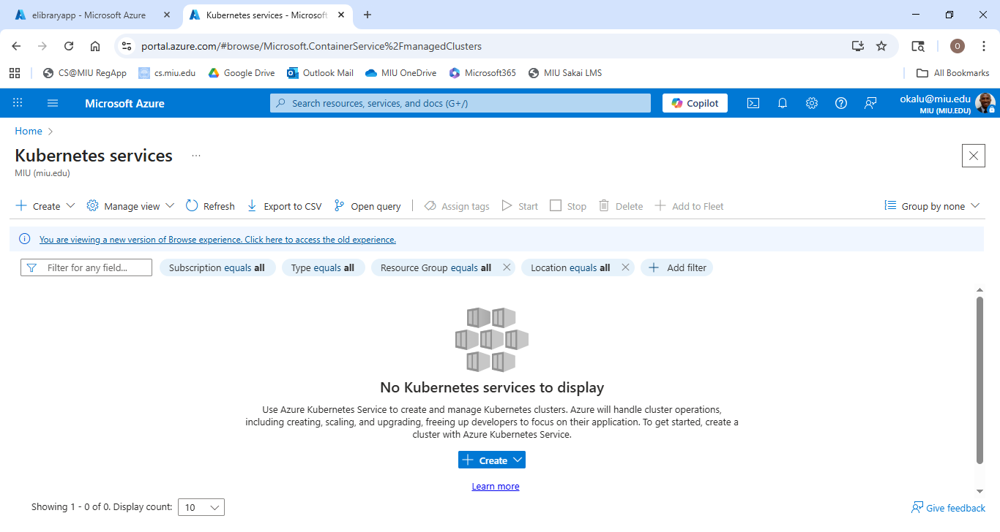 elibraryapp - Microsoft Azure
Kubernetes services - Microsoft
portal.azure.com/#browse/Microsoft.ContainerService%2FmanagedClusters
O
CS@MIU RegApp
cs.miu.edu
Google Drive
Outlook Mail
MIU OneDrive
Microsoft365
MIU Sakai LMS
All Bookmarks
Microsoft Azure
Search resources, services, and docs (G+/)
Copilot
okalu@miu.edu
MIU (MIU.EDU)
Home
Kubernetes services
...
MIU (miu.edu)
Create
Manage view
Refresh
Export to CSV
Open query
Assign tags
Start
Stop
Delete
Add to Fleet
Group by none
You are viewing a new version of Browse experience. Click here to access the old experience.
Filter for any field...
Subscription equals all
Type equals all
Resource Group equals all
Location equals all
Add filter
No Kubernetes services to display
Use Azure Kubernetes Service to create and manage Kubernetes clusters. Azure will handle cluster operations,
including creating, scaling, and upgrading, freeing up developers to focus on their application. To get started, create a
cluster with Azure Kubernetes Service.
Create
Learn more
Showing 1 - 0 of 0. Display count:
10
Give feedback